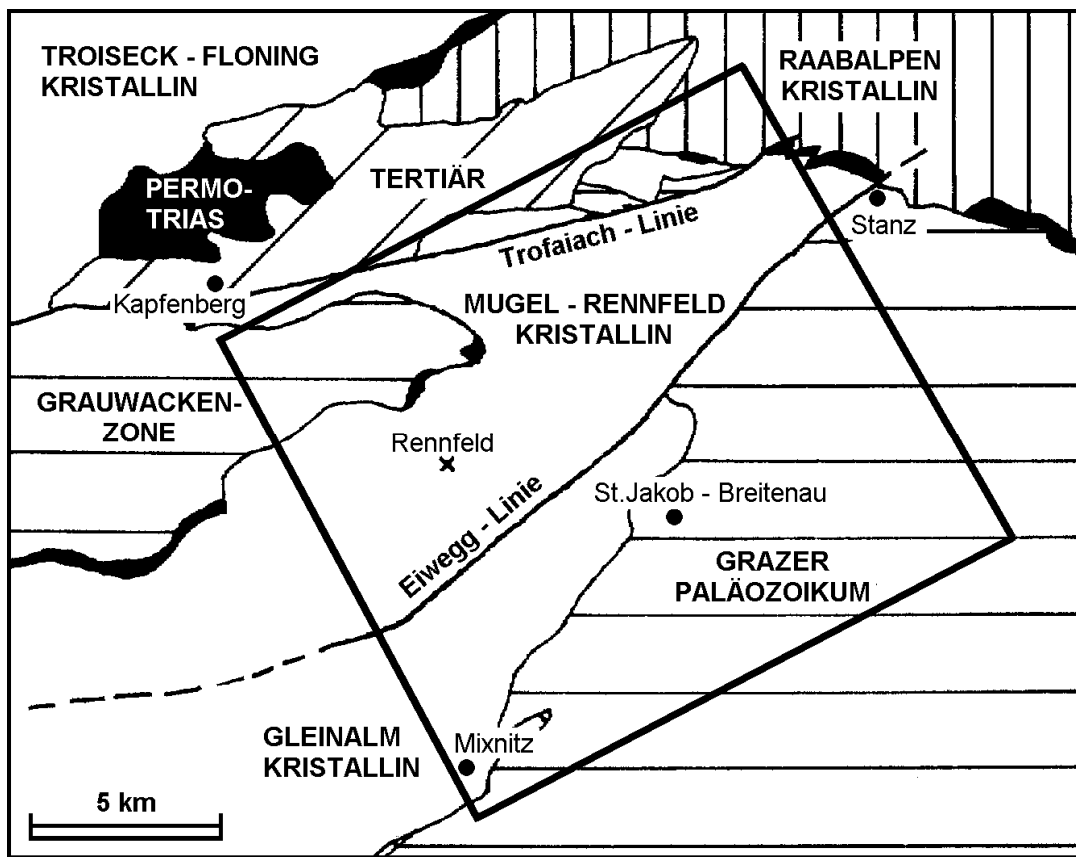 TROISECK - FLONING
KRISTALLIN
RAABALPEN
KRISTALLIN
PERMO-
TRIAS
TERTIÄR
Trofaiach - Linie
Stanz
Kapfenberg
MUGEL - RENNFELD
KRISTALLIN
GRAUWACKEN-
ZONE
Rennfeld
St.Jakob - Breitenau
Eiwegg - Linie
GRAZER
PALÄOZOIKUM
GLEINALM
KRISTALLIN
Mixnitz
5 km